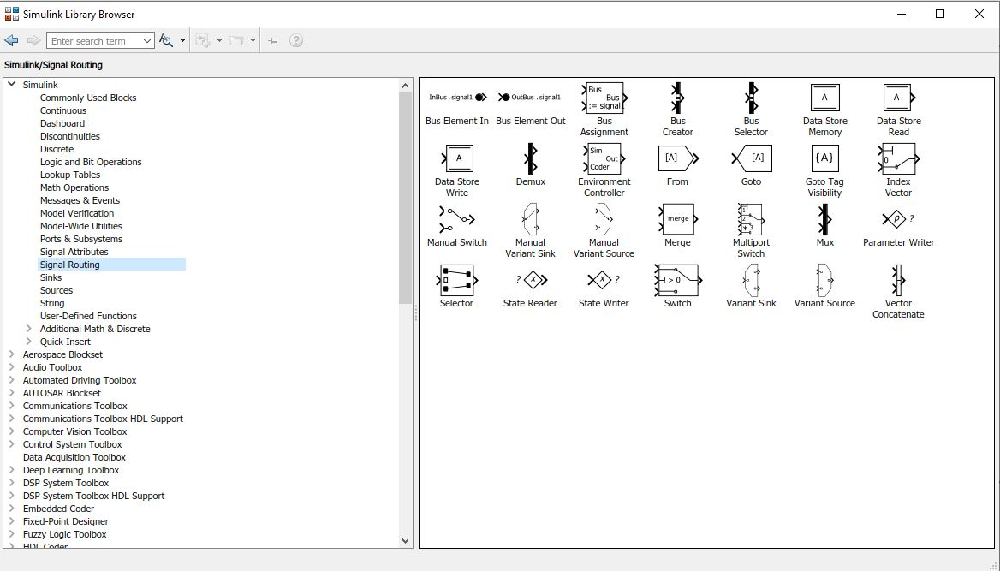 Simulink Library Browser
Enter search term
Simulink/Signal Routing
Simulink
Commonly Used Blocks
Continuous
Dashboard
Discontinuities
Discrete
Logic and Bit Operations
Lookup Tables
Math Operations
Messages & Events
Model Verification
Model-Wide Utilities
Ports & Subsystems
Signal Attributes
Signal Routing
Sinks
Sources
String
User-Defined Functions
Additional Math & Discrete
Quick Insert
Aerospace Blockset
Audio Toolbox
Automated Driving Toolbox
AUTOSAR Blockset
Communications Toolbox
Communications Toolbox HDL Support
Computer Vision Toolbox
Control System Toolbox
Data Acquisition Toolbox
Deep Learning Toolbox
DSP System Toolbox
DSP System Toolbox HDL Support
Embedded Coder
Fixed-Point Designer
Fuzzy Logic Toolbox
HDL Coder
InBus . signal1
Bus Element In
OutBus . signal1
Bus Element Out
Bus
Bus
:= signal1
Bus
Assignment
Bus
Creator
Bus
Selector
A
Data Store
Memory
A
Data Store
Read
A
Data Store
Write
Demux
Sim
Out
Coder
Environment
Controller
[A]
From
[A]
Goto
{A}
Goto Tag
Visibility
0
Index
Vector
Manual Switch
Manual
Variant Sink
Manual
Variant Source
merge
Merge
1
2
* 3
Multiport
Switch
Mux
P ?
Parameter Writer
Selector
? x
State Reader
x ?
State Writer
> 0
Switch
Variant Sink
Variant Source
Vector
Concatenate